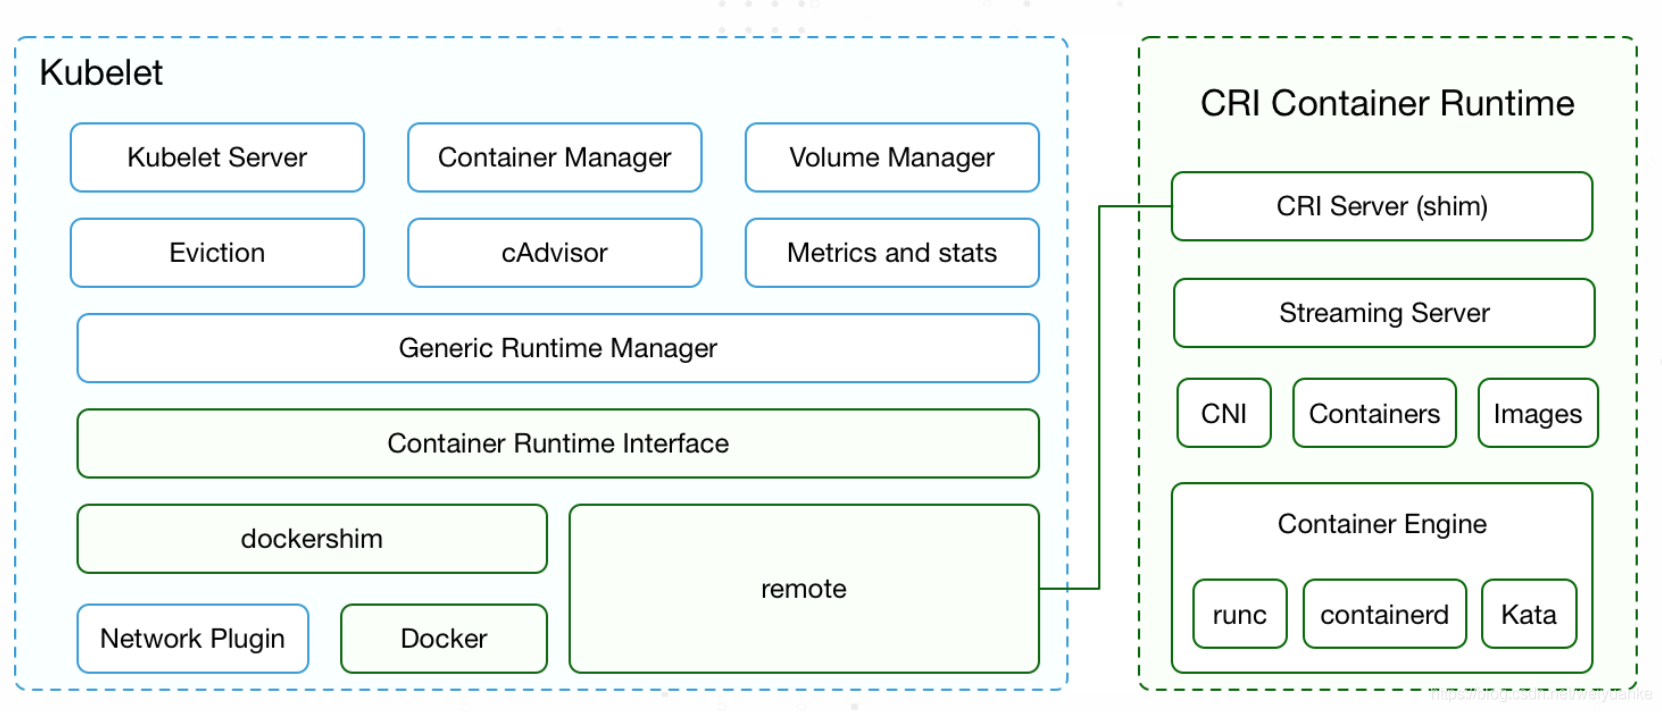 Kubelet
Kubelet Server
Container Manager
Volume Manager
Eviction
cAdvisor
Metrics and stats
Generic Runtime Manager
Container Runtime Interface
dockershim
remote
Network Plugin
Docker
CRI Container Runtime
CRI Server (shim)
Streaming Server
CNI
Containers
Images
Container Engine
runc
containerd
Kata
https://blog.csdn.net/weiyuanke